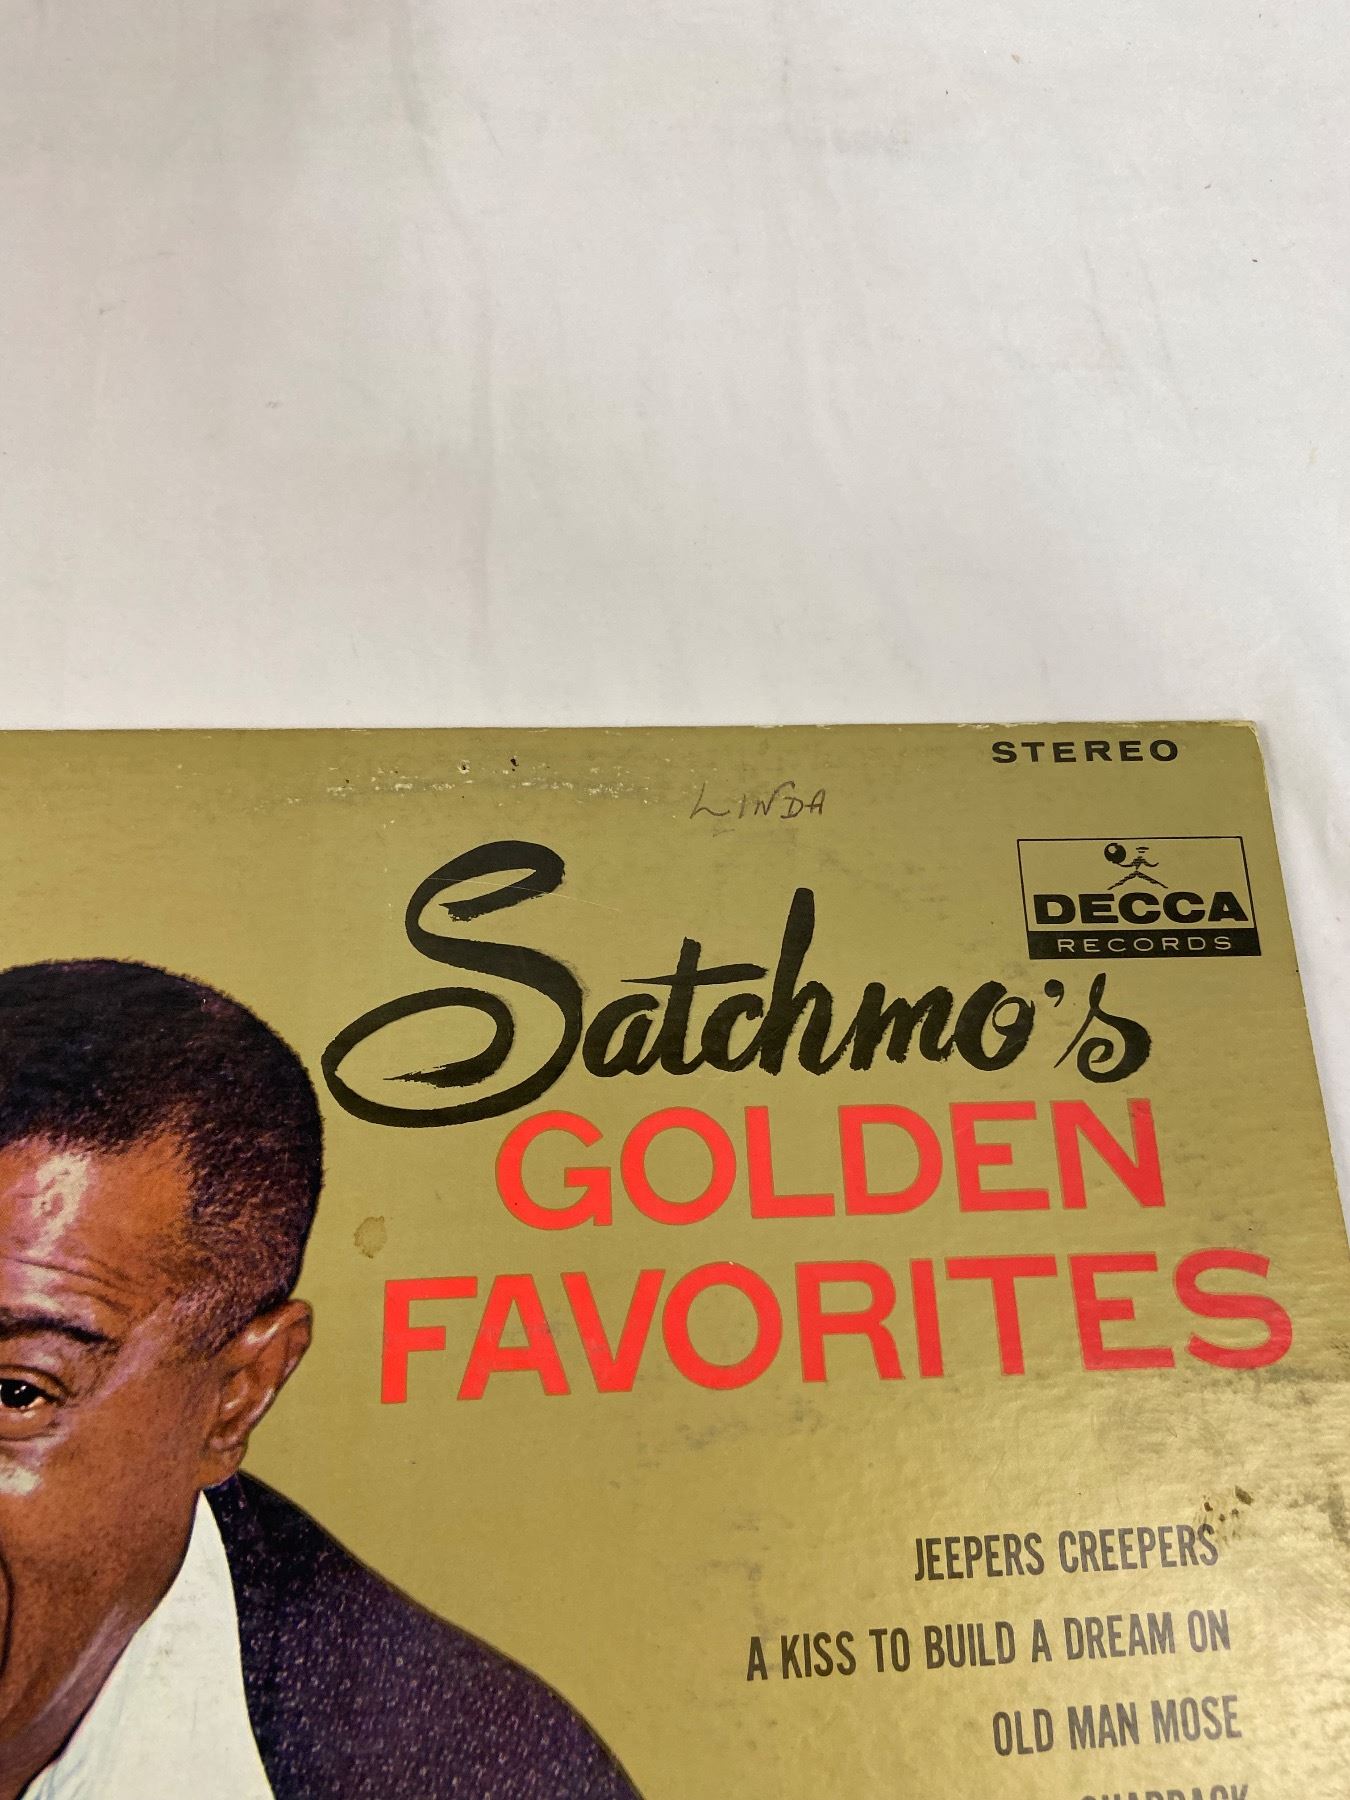 STEREO
LINDA
DECCA
RECORDS
Satchmo's
GOLDEN
FAVORITES
JEEPERS CREEPERS
A KISS TO BUILD A DREAM ON
OLD MAN MOSE